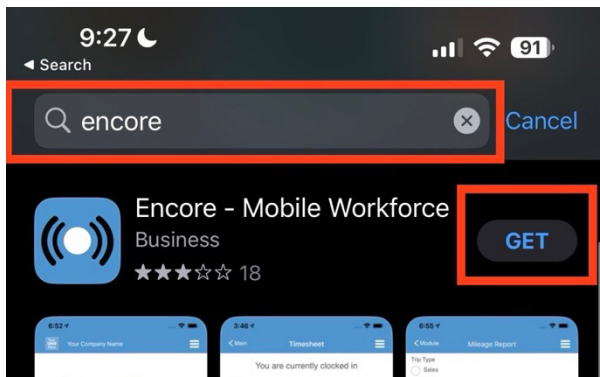 9:27
91
◀ Search
encore
Cancel
Encore - Mobile Workforce
Business
GET
★★★☆☆ 18
6:52
3:46
6:55
Your Company Name
< Main
Timesheet
< Module
Mileage Report
You are currently clocked in
Trip Type
Sales